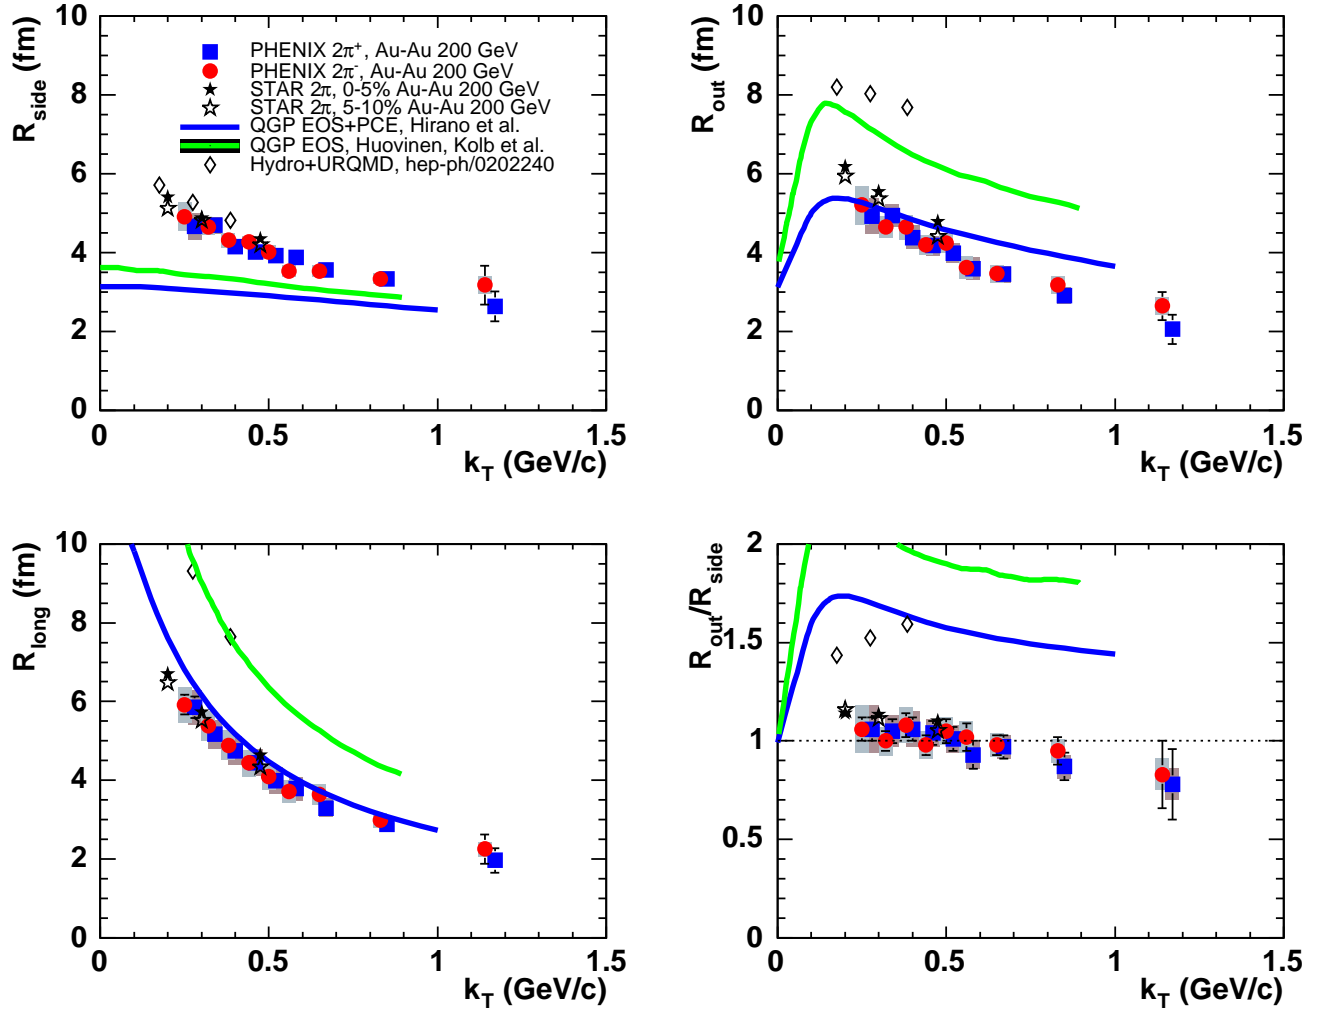 R_side (fm)
10
8
6
4
2
0
0 0.5 1 1.5
k_T (GeV/c)
PHENIX 2π⁺, Au-Au 200 GeV
PHENIX 2π⁻, Au-Au 200 GeV
STAR 2π, 0-5% Au-Au 200 GeV
STAR 2π, 5-10% Au-Au 200 GeV
QGP EOS+PCE, Hirano et al.
QGP EOS, Huovinen, Kolb et al.
Hydro+URQMD, hep-ph/0202240
R_out (fm)
10
8
6
4
2
0
0 0.5 1 1.5
k_T (GeV/c)
R_long (fm)
10
8
6
4
2
0
0 0.5 1 1.5
k_T (GeV/c)
R_out/R_side
2
1.5
1
0.5
0
0 0.5 1 1.5
k_T (GeV/c)